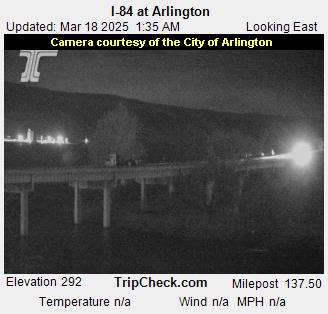 I-84 at Arlington
Updated: Mar 18 2025 1:35 AM Looking East
Camera courtesy of the City of Arlington
Elevation 292 TripCheck.com Milepost 137.50
Temperature n/a Wind n/a MPH n/a